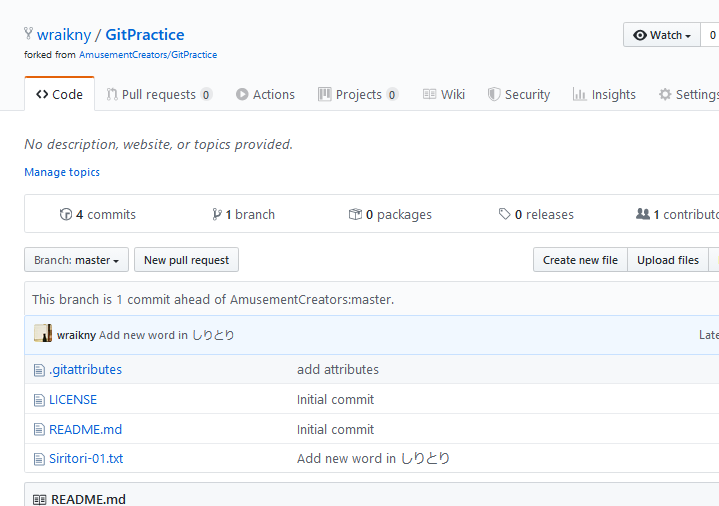 wraikny / GitPractice
Watch
0
forked from AmusementCreators/GitPractice
Code
Pull requests 0
Actions
Projects 0
Wiki
Security
Insights
Settings
No description, website, or topics provided.
Manage topics
4 commits
1 branch
0 packages
0 releases
1 contributo
Branch: master
New pull request
Create new file
Upload files
This branch is 1 commit ahead of AmusementCreators:master.
wraikny Add new word in しりとり
Late
.gitattributes
add attributes
LICENSE
Initial commit
README.md
Initial commit
Siritori-01.txt
Add new word in しりとり
README.md